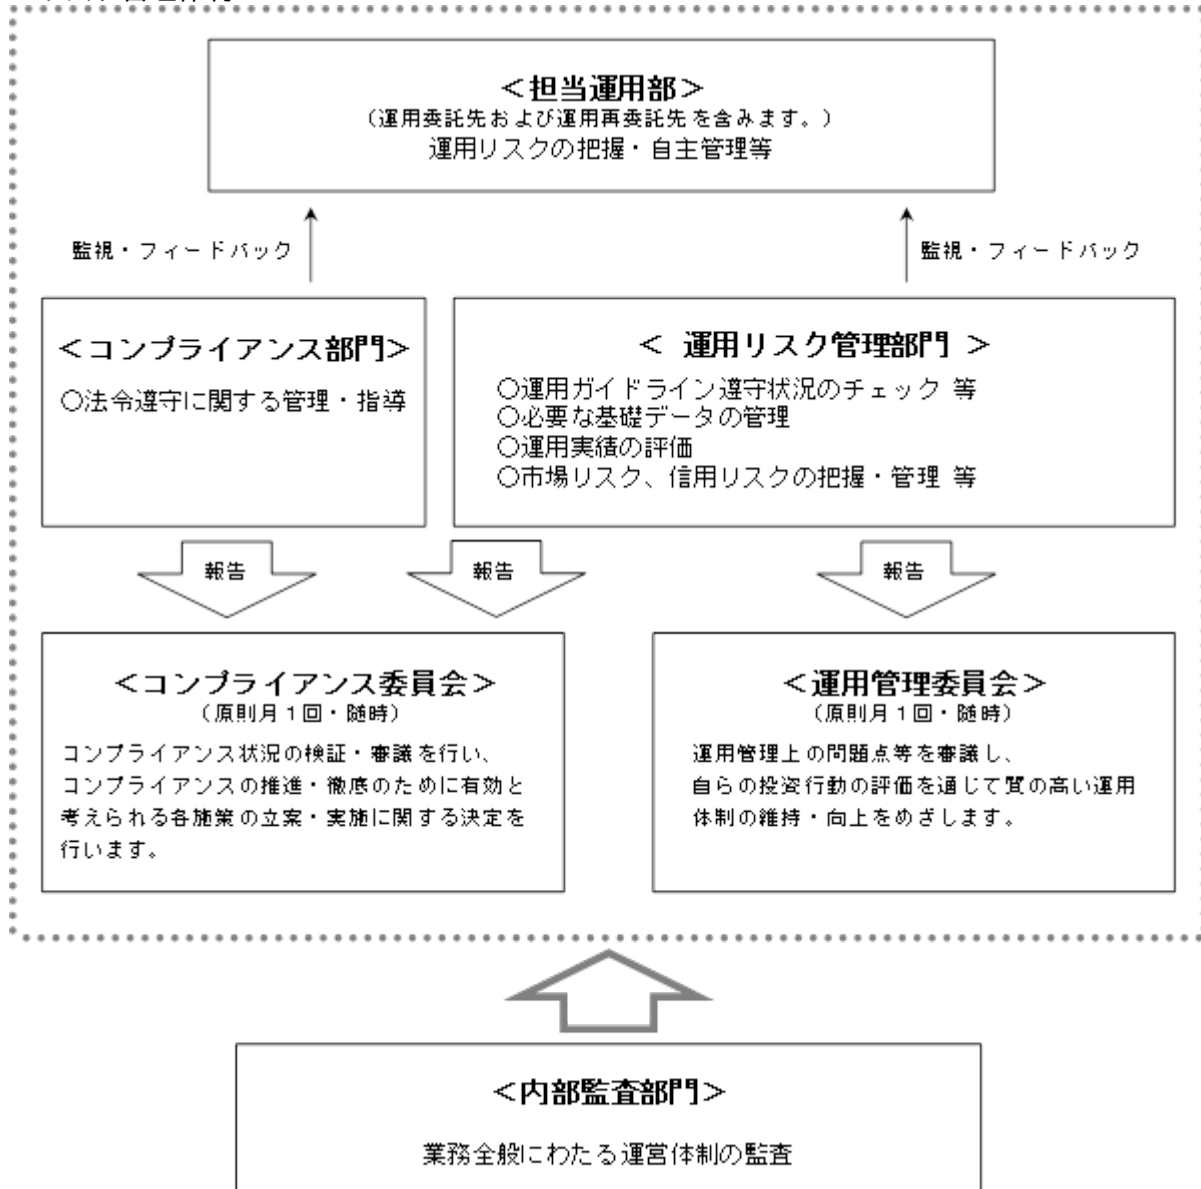 ＜担当運用部＞
（運用委託先および運用再委託先を含みます。）
運用リスクの把握・自主管理等
監視・フィードバック
監視・フィードバック
＜コンプライアンス部門＞
○法令遵守に関する管理・指導
＜ 運用リスク管理部門 ＞
○運用ガイドライン遵守状況のチェック 等
○必要な基礎データの管理
○運用実績の評価
○市場リスク、信用リスクの把握・管理 等
報告
報告
報告
＜コンプライアンス委員会＞
（原則月１回・随時）
コンプライアンス状況の検証・審議を行い、
コンプライアンスの推進・徹底のために有効と
考えられる各施策の立案・実施に関する決定を
行います。
＜運用管理委員会＞
（原則月１回・随時）
運用管理上の問題点等を審議し、
自らの投資行動の評価を通じて質の高い運用
体制の維持・向上をめざします。
＜内部監査部門＞
業務全般にわたる運営体制の監査